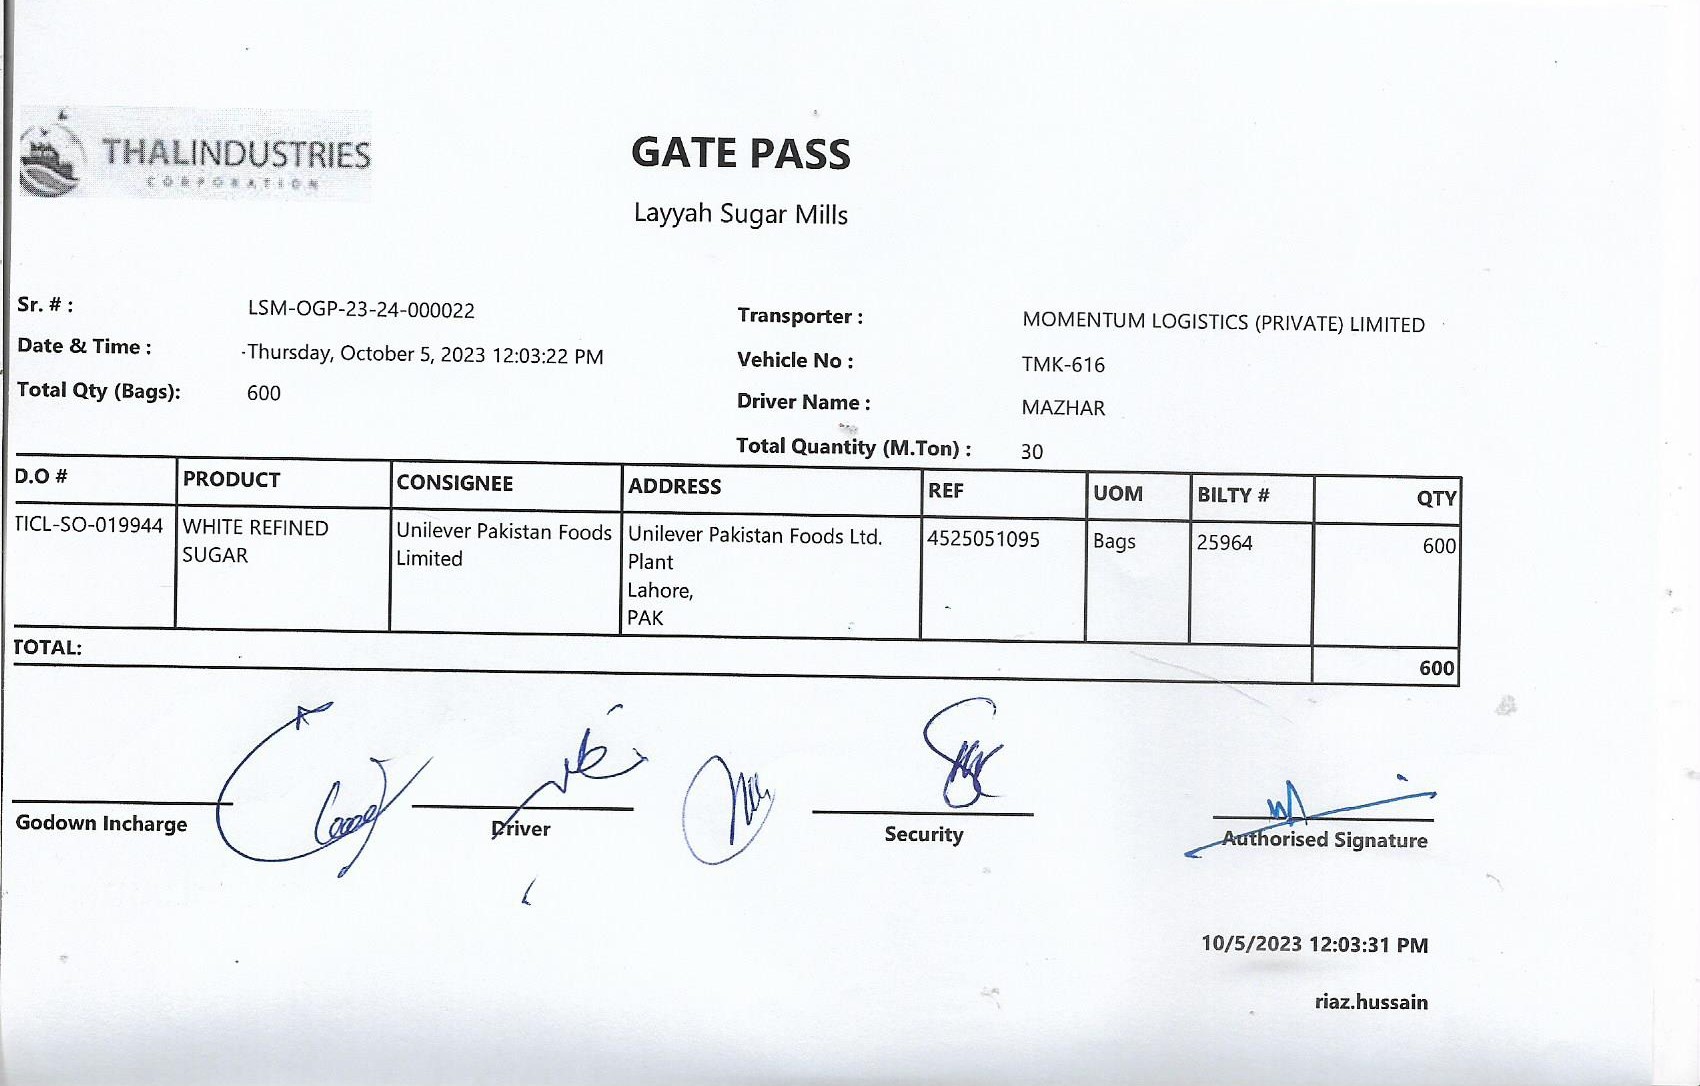 THALINDUSTRIES
CORPORATION
GATE PASS
Layyah Sugar Mills
Sr. # : LSM-OGP-23-24-000022
Date & Time : Thursday, October 5, 2023 12:03:22 PM
Total Qty (Bags): 600
Transporter : MOMENTUM LOGISTICS (PRIVATE) LIMITED
Vehicle No : TMK-616
Driver Name : MAZHAR
Total Quantity (M.Ton) : 30
D.O # PRODUCT CONSIGNEE ADDRESS REF UOM BILTY # QTY
TICL-SO-019944 WHITE REFINED Unilever Pakistan Foods Unilever Pakistan Foods Ltd. 4525051095 Bags 25964 600
SUGAR Limited Plant
Lahore,
PAK
TOTAL: 600
Godown Incharge Driver Security Authorised Signature
10/5/2023 12:03:31 PM
riaz.hussain